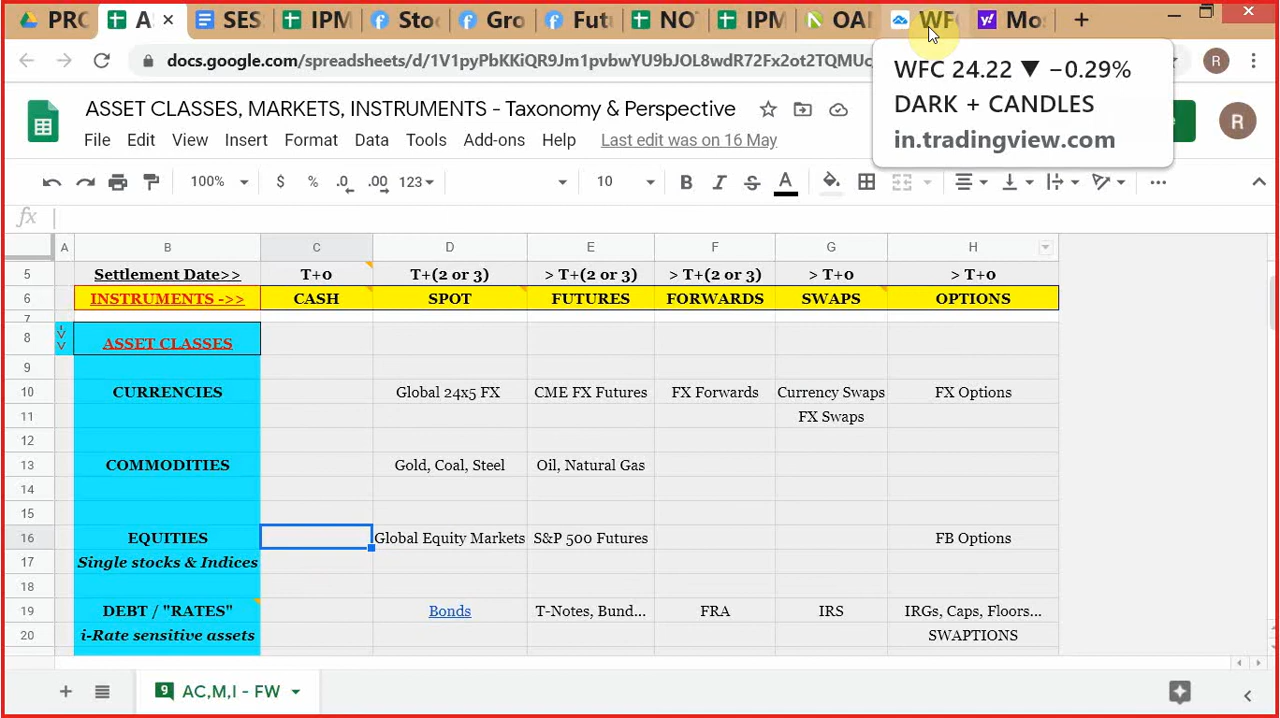 PRO
A
SES
IPM
Sto
Gro
Fut
NO
IPM
OA
WF
Mo
+
docs.google.com/spreadsheets/d/1V1pyPbKKiQR9Jm1pvbwYU9bJOL8wdR72Fx2ot2TQMUc
R
WFC 24.22 ▼ −0.29%
DARK + CANDLES
in.tradingview.com
ASSET CLASSES, MARKETS, INSTRUMENTS - Taxonomy & Perspective
R
File Edit View Insert Format Data Tools Add-ons Help Last edit was on 16 May
100% $ % .0 .00 123 10 B I S A
fx
A B C D E F G H
5 Settlement Date>> T+0 T+(2 or 3) > T+(2 or 3) > T+(2 or 3) > T+0 > T+0
6 INSTRUMENTS ->> CASH SPOT FUTURES FORWARDS SWAPS OPTIONS
7
8 ASSET CLASSES
9
10 CURRENCIES Global 24x5 FX CME FX Futures FX Forwards Currency Swaps FX Options
11 FX Swaps
12
13 COMMODITIES Gold, Coal, Steel Oil, Natural Gas
14
15
16 EQUITIES Global Equity Markets S&P 500 Futures FB Options
17 Single stocks & Indices
18
19 DEBT / "RATES" Bonds T-Notes, Bund... FRA IRS IRGs, Caps, Floors...
20 i-Rate sensitive assets SWAPTIONS
+ 9 AC,M,I - FW